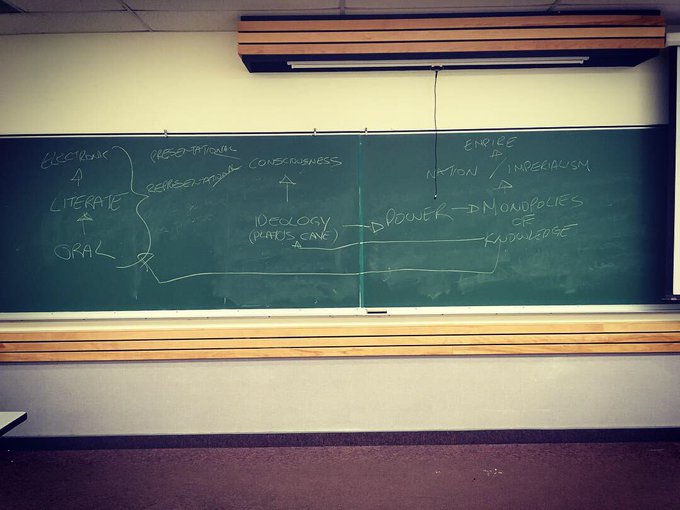 ELECTRONIC
LITERATE
ORAL
PRESENTATIONAL
REPRESENTATIONAL
CONSCIOUSNESS
IDEOLOGY
(PLATO'S CAVE)
POWER
EMPIRE
NATION / IMPERIALISM
MONOPOLIES
OF
KNOWLEDGE